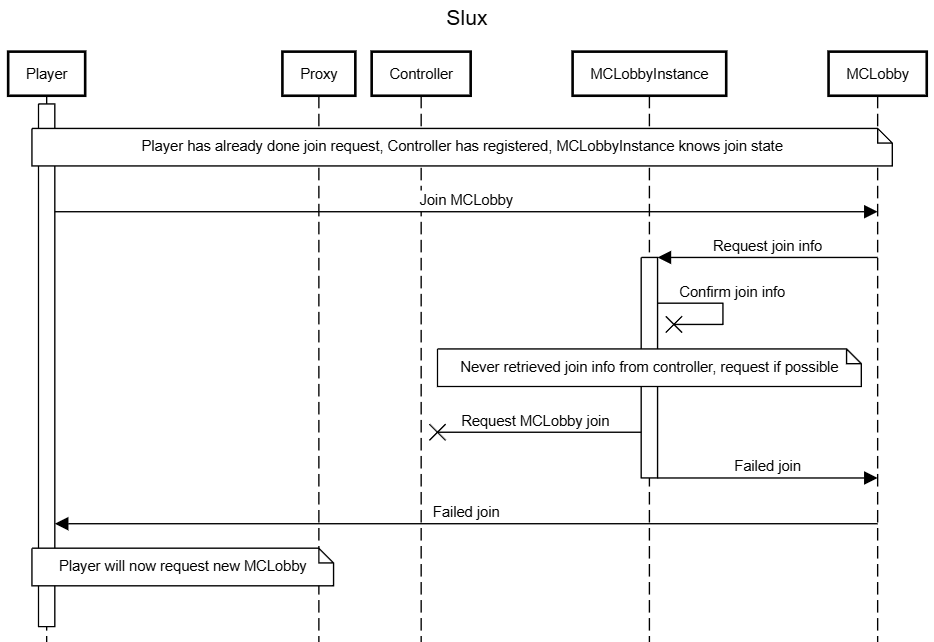 Slux
Player
Proxy
Controller
MCLobbyInstance
MCLobby
Player has already done join request, Controller has registered, MCLobbyInstance knows join state
Join MCLobby
Request join info
Confirm join info
Never retrieved join info from controller, request if possible
Request MCLobby join
Failed join
Failed join
Player will now request new MCLobby